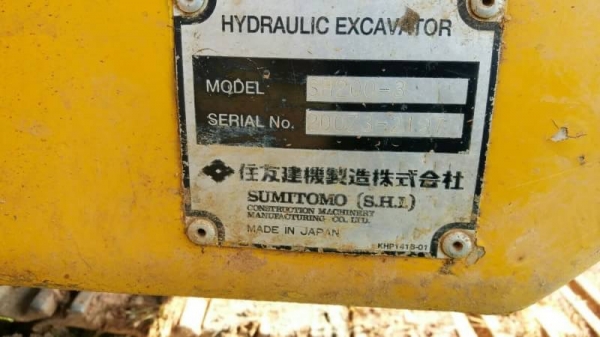 HYDRAULIC EXCAVATOR
MODEL
SERIAL No.
住友建機製造株式会社
SUMITOMO (S.H.I.)
CONSTRUCTION MACHINERY
MANUFACTURING CO., LTD.
MADE IN JAPAN
KHP1418-01